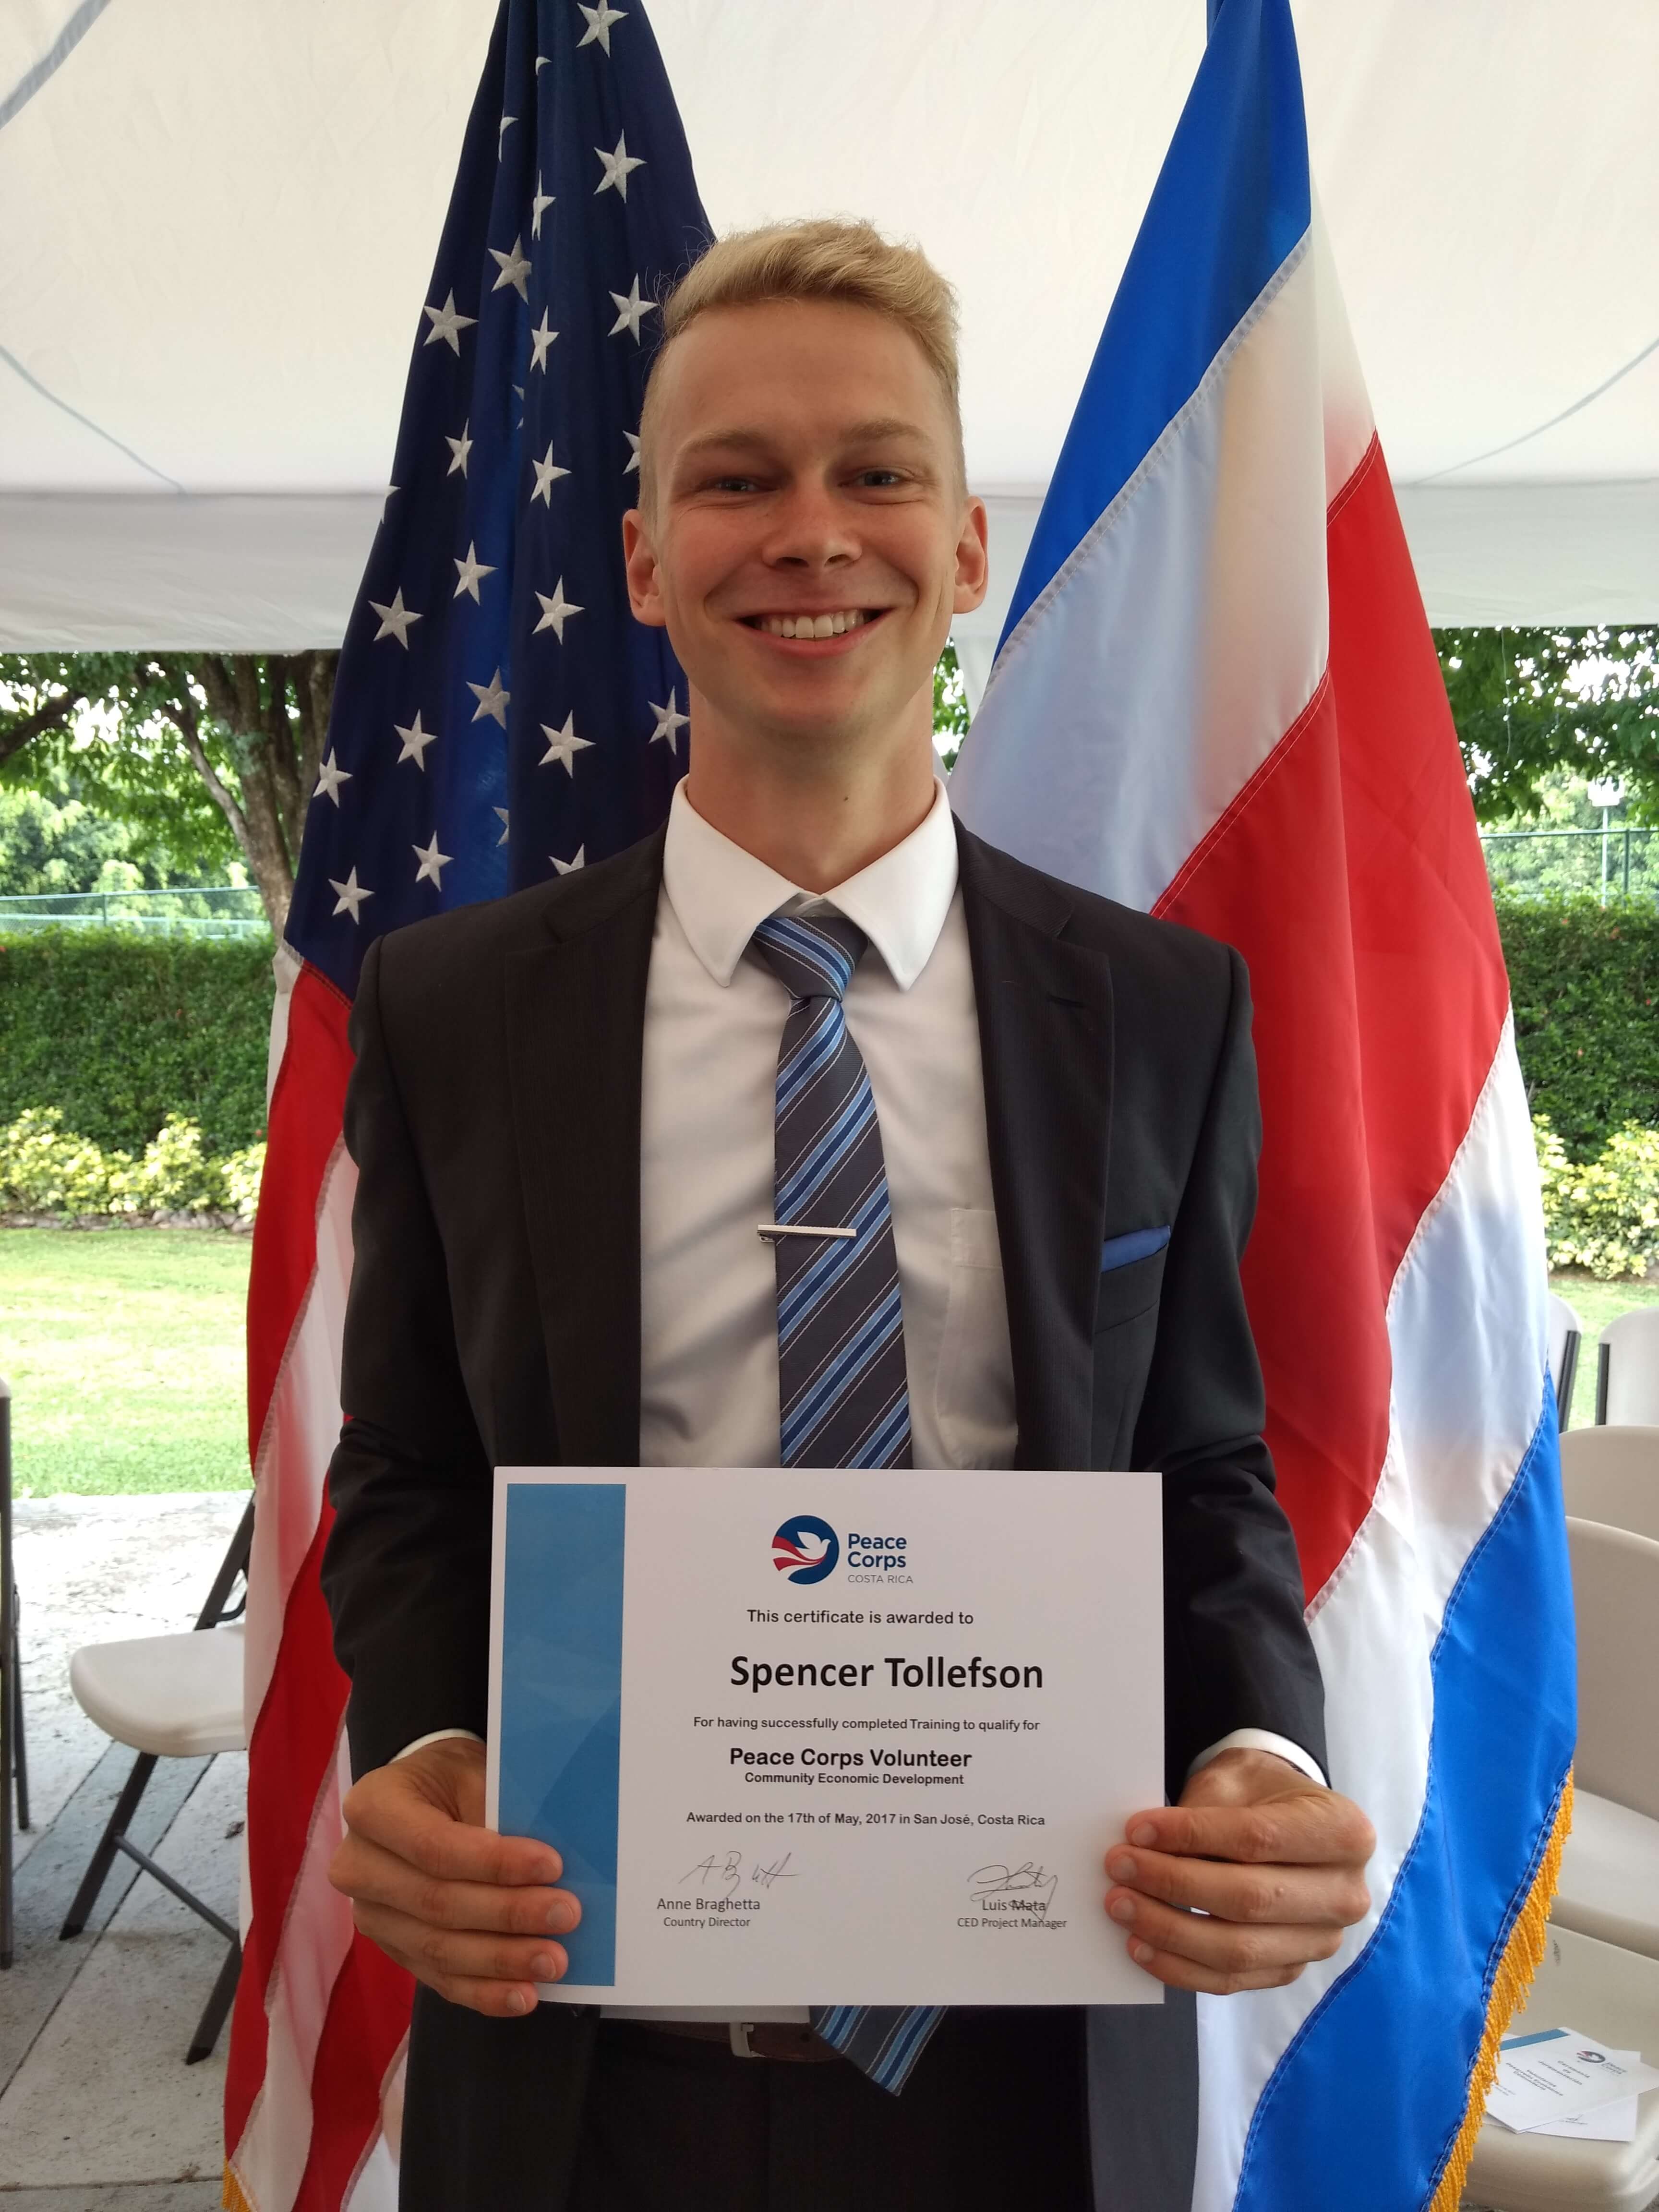 Peace
Corps
COSTA RICA
This certificate is awarded to
Spencer Tollefson
For having successfully completed Training to qualify for
Peace Corps Volunteer
Community Economic Development
Awarded on the 17th of May, 2017 in San José, Costa Rica
Anne Braghetta
Country Director
Luis Mata
CED Project Manager
Peace
Corps